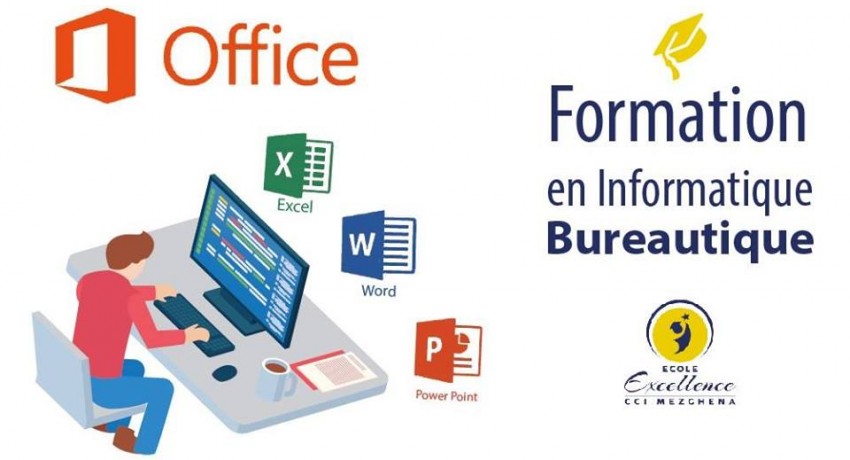 Office
Formation
en Informatique
Bureautique
X
Excel
W
Word
P
Power Point
ECOLE
Excellence
CCI MEZGHENA